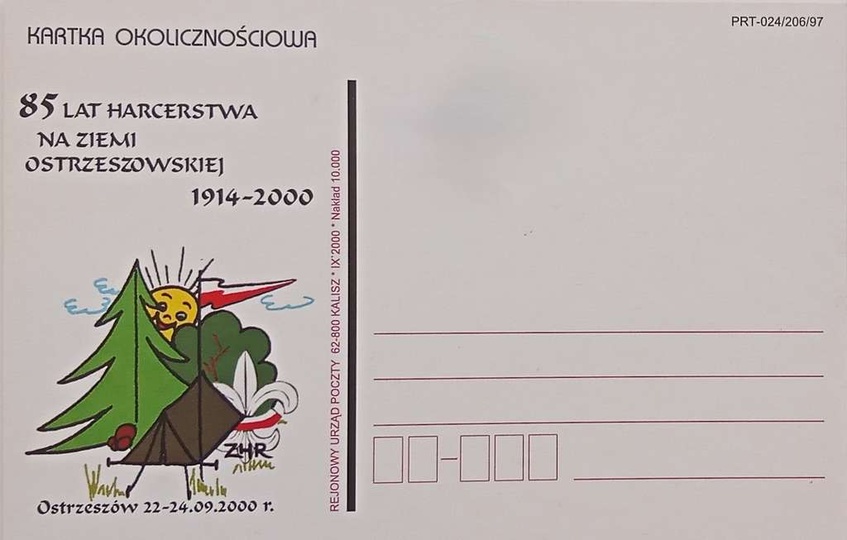 KARTKA OKOLICZNOŚCIOWA
PRT-024/206/97
85 LAT HARCERSTWA
NA ZIEMI
OSTRZESZOWSKIEJ
1914-2000
ZHR
Ostrzeszów 22-24.09.2000 r.
REJONOWY URZĄD POCZTY 62-800 KALISZ * IX'2000 * Nakład 10.000